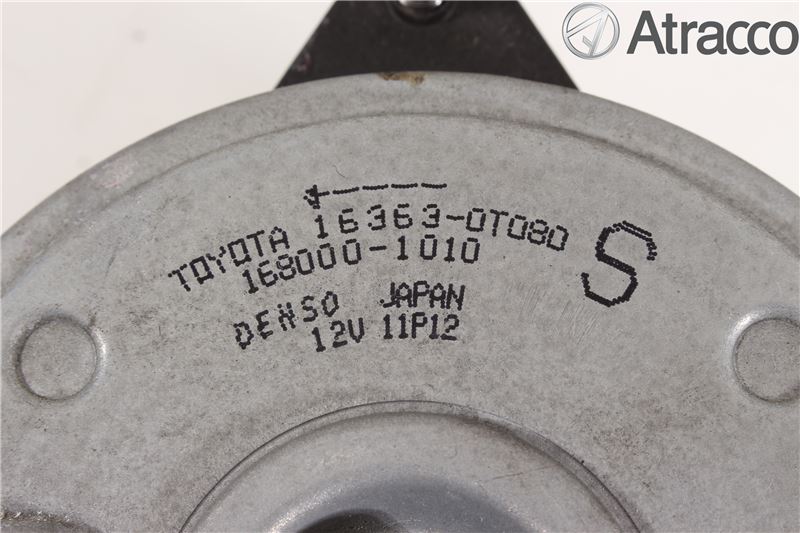 Atracco
TOYOTA 16363-0T080
168000-1010
S
DENSO JAPAN
12V 11P12